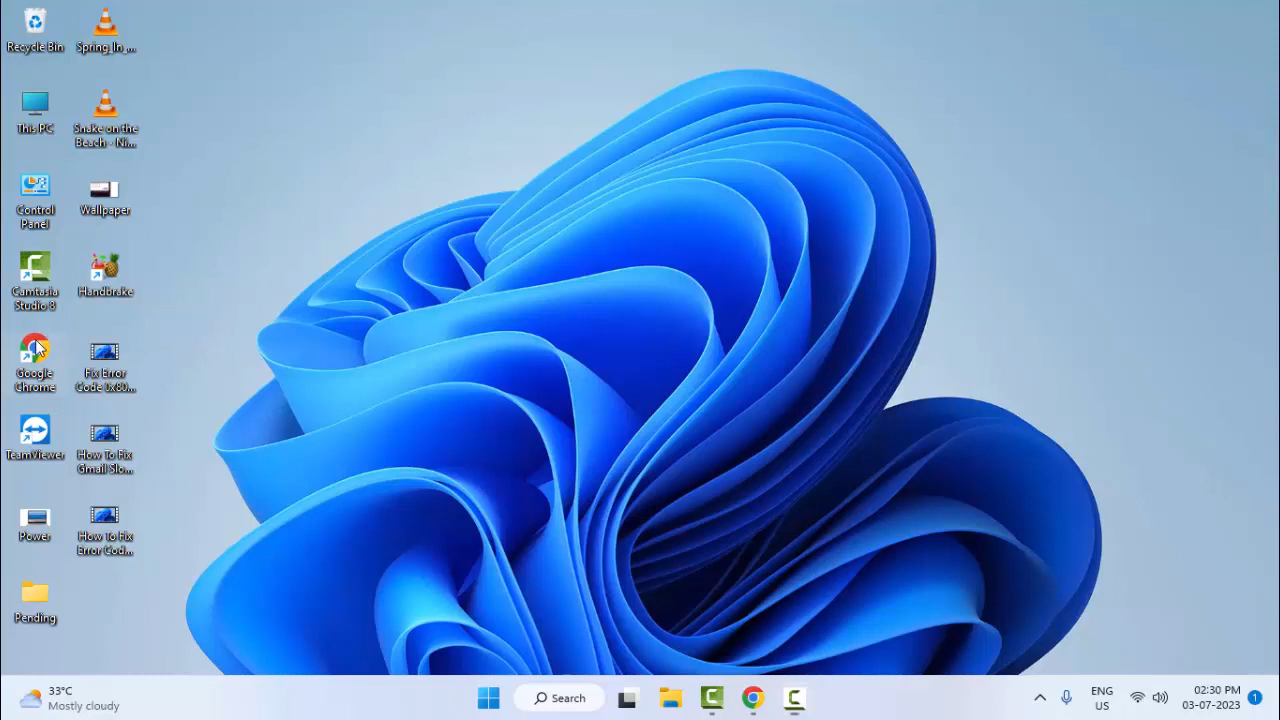 Recycle Bin
Spring_In_...
This PC
Snake on the
Beach - Ni...
Control
Panel
Wallpaper
Camtasia
Studio 8
Handbrake
Google
Chrome
Fix Error
Code 0X80...
TeamViewer
How To Fix
Gmail Slo...
Power
How To Fix
Error Cod...
Pending
33°C
Mostly cloudy
Search
ENG
US
02:30 PM
03-07-2023
1